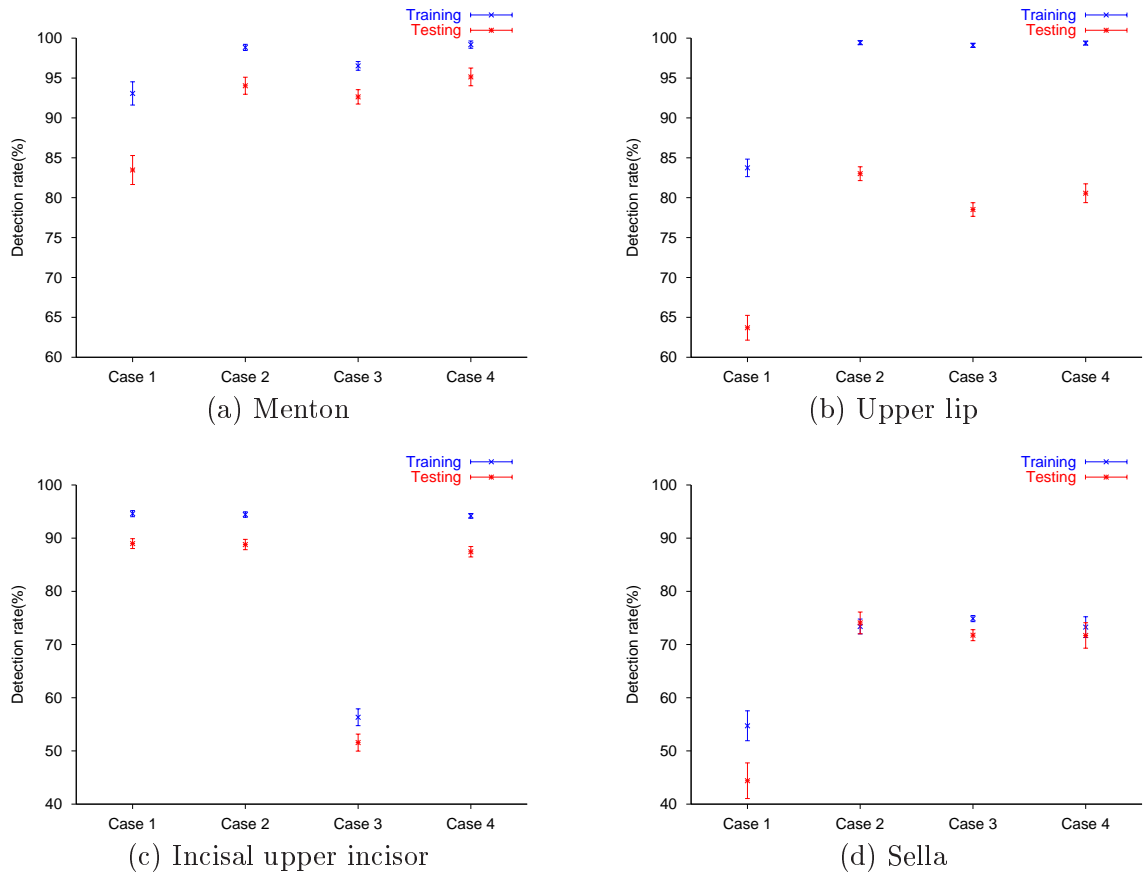 Training
Testing
100
95
90
85
80
75
70
65
60
Detection rate(%)
Case 1 Case 2 Case 3 Case 4
(a) Menton
Training
Testing
100
95
90
85
80
75
70
65
60
Detection rate(%)
Case 1 Case 2 Case 3 Case 4
(b) Upper lip
Training
Testing
100
90
80
70
60
50
40
Detection rate(%)
Case 1 Case 2 Case 3 Case 4
(c) Incisal upper incisor
Training
Testing
100
90
80
70
60
50
40
Detection rate(%)
Case 1 Case 2 Case 3 Case 4
(d) Sella